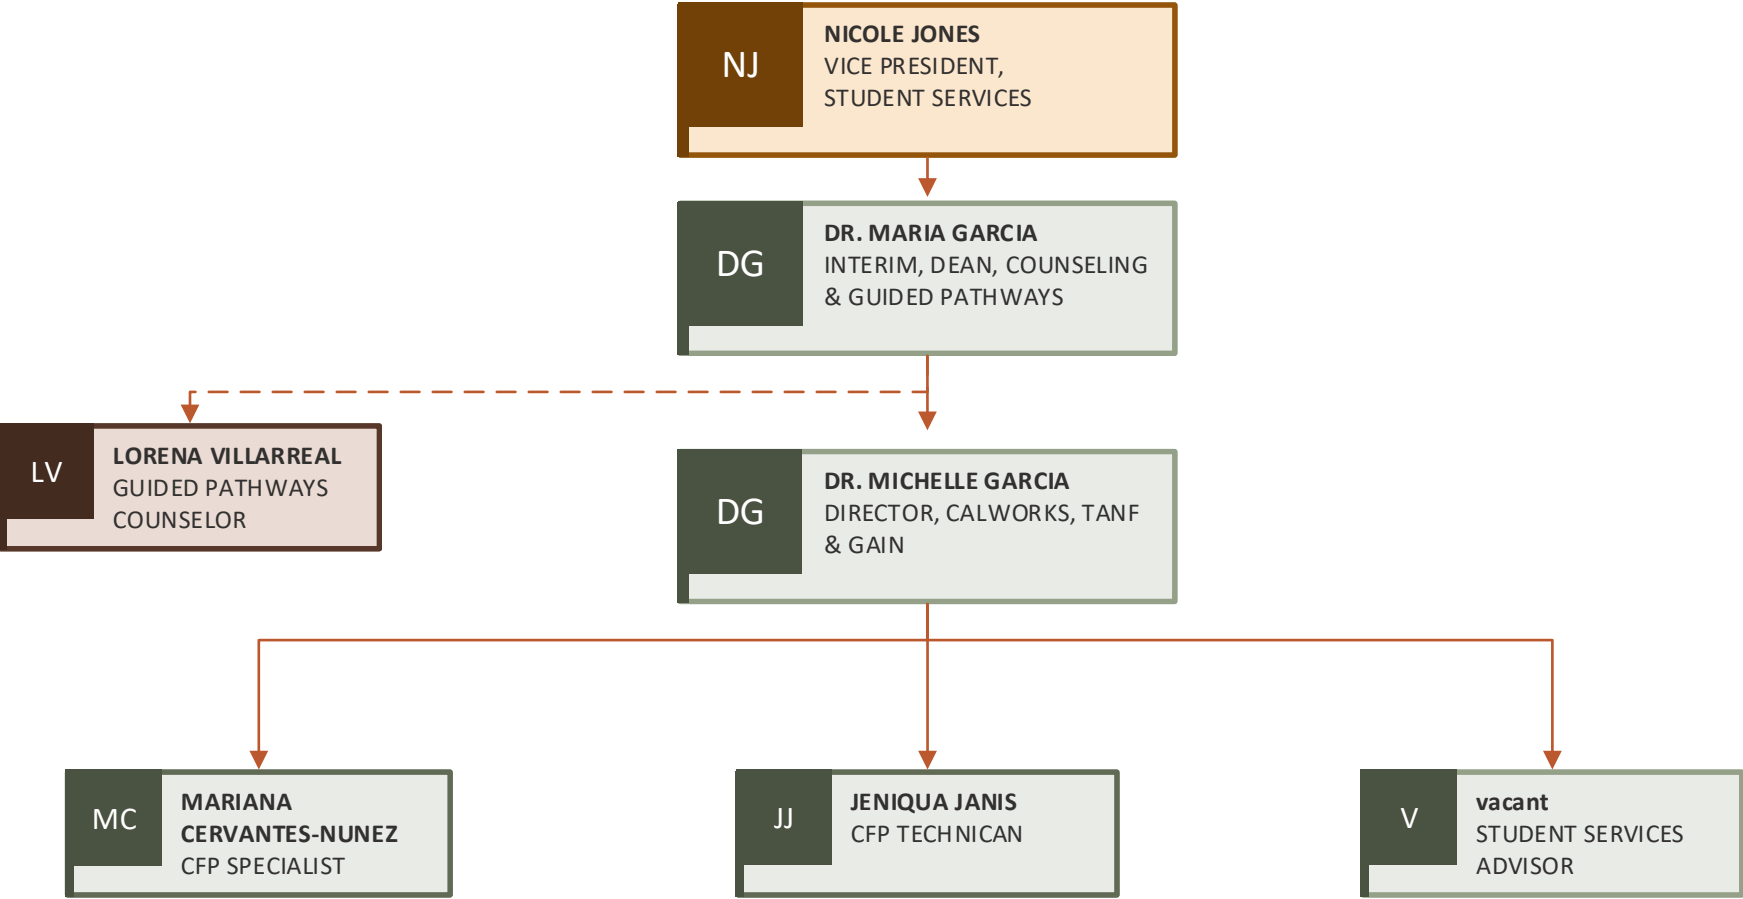 NJ
NICOLE JONES
VICE PRESIDENT,
STUDENT SERVICES
DG
DR. MARIA GARCIA
INTERIM, DEAN, COUNSELING
& GUIDED PATHWAYS
LV
LORENA VILLARREAL
GUIDED PATHWAYS
COUNSELOR
DG
DR. MICHELLE GARCIA
DIRECTOR, CALWORKS, TANF
& GAIN
MC
MARIANA
CERVANTES-NUNEZ
CFP SPECIALIST
JJ
JENIQUA JANIS
CFP TECHNICAN
V
vacant
STUDENT SERVICES
ADVISOR